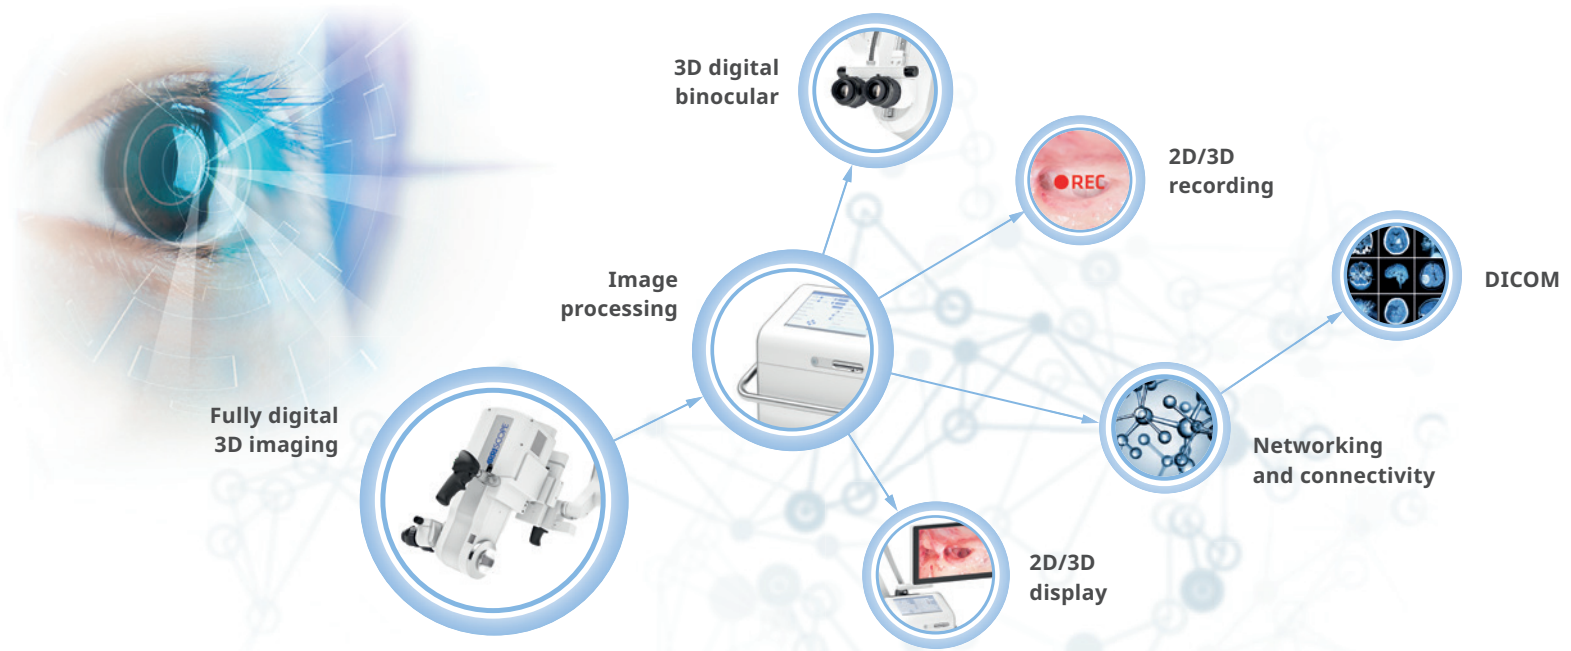 3D digital
binocular
2D/3D
recording
REC
DICOM
Image
processing
Fully digital
3D imaging
Networking
and connectivity
2D/3D
display